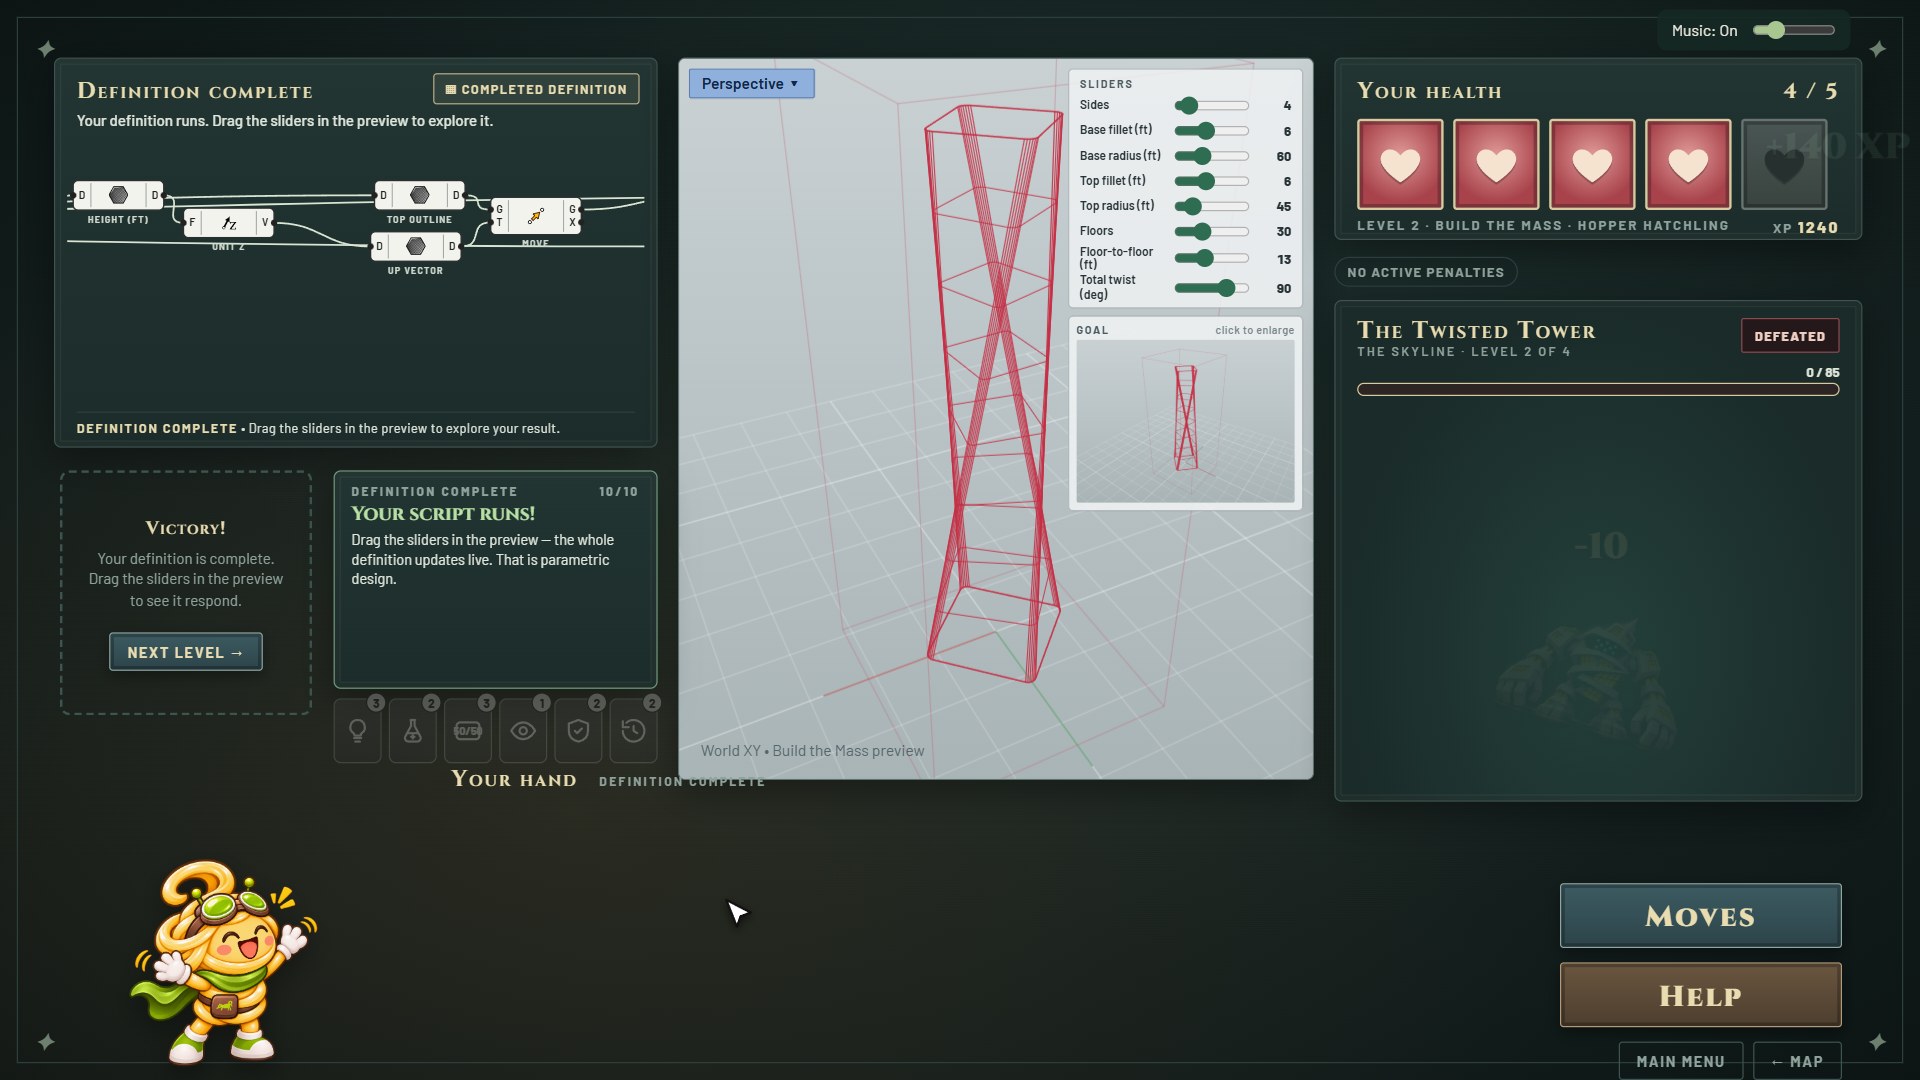 Music: On
Definition complete
COMPLETED DEFINITION
Your definition runs. Drag the sliders in the preview to explore it.
D
D
HEIGHT (FT)
F
V
UNIT Z
D
D
TOP OUTLINE
D
D
UP VECTOR
G
T
G
X
MOVE
DEFINITION COMPLETE • Drag the sliders in the preview to explore your result.
Victory!
Your definition is complete.
Drag the sliders in the preview
to see it respond.
NEXT LEVEL →
DEFINITION COMPLETE
10/10
Your script runs!
Drag the sliders in the preview — the whole
definition updates live. That is parametric
design.
3
2
3
1
2
2
50/50
Your hand
DEFINITION COMPLETE
Perspective ▼
SLIDERS
Sides 4
Base fillet (ft) 6
Base radius (ft) 60
Top fillet (ft) 6
Top radius (ft) 45
Floors 30
Floor-to-floor
(ft) 13
Total twist
(deg) 90
GOAL
click to enlarge
World XY • Build the Mass preview
Your health
4 / 5
+140 XP
LEVEL 2 · BUILD THE MASS · HOPPER HATCHLING
XP 1240
NO ACTIVE PENALTIES
The Twisted Tower
DEFEATED
THE SKYLINE · LEVEL 2 OF 4
0 / 85
-10
Moves
Help
MAIN MENU
← MAP